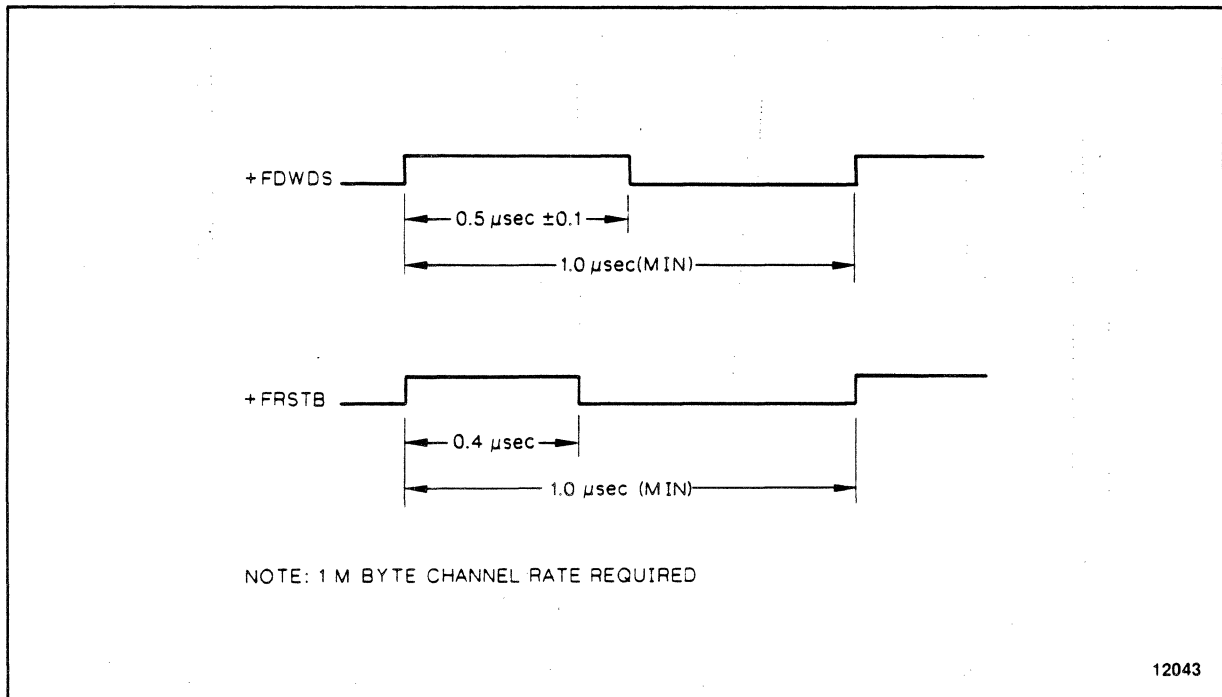 +FDWDS
0.5 µsec ±0.1
1.0 µsec(MIN)
+FRSTB
0.4 µsec
1.0 µsec (MIN)
NOTE: 1 M BYTE CHANNEL RATE REQUIRED
12043